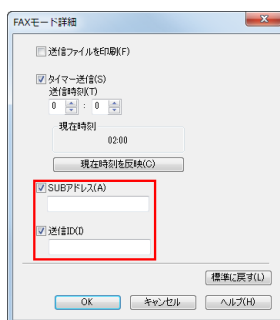 FAXモード詳細
送信ファイルを印刷(F)
タイマー送信(S)
送信時刻(T)
0 : 0
現在時刻
02:00
現在時刻を反映(C)
SUBアドレス(A)
送信ID(I)
標準に戻す(L)
OK キャンセル ヘルプ(H)